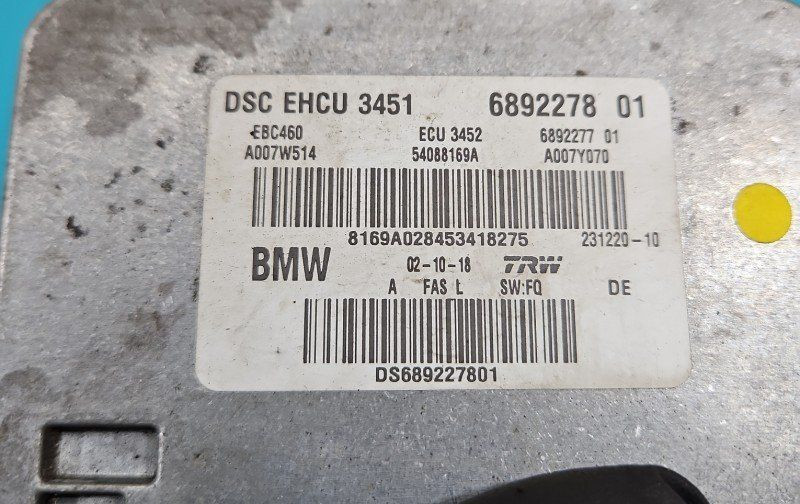 DSC EHCU 3451 6892278 01
EBC460 ECU 3452 6892277 01
A007W514 54088169A A007Y070
8169A028453418275 231220-10
BMW 02-10-18 TRW
A FAS L SW:FQ DE
DS689227801